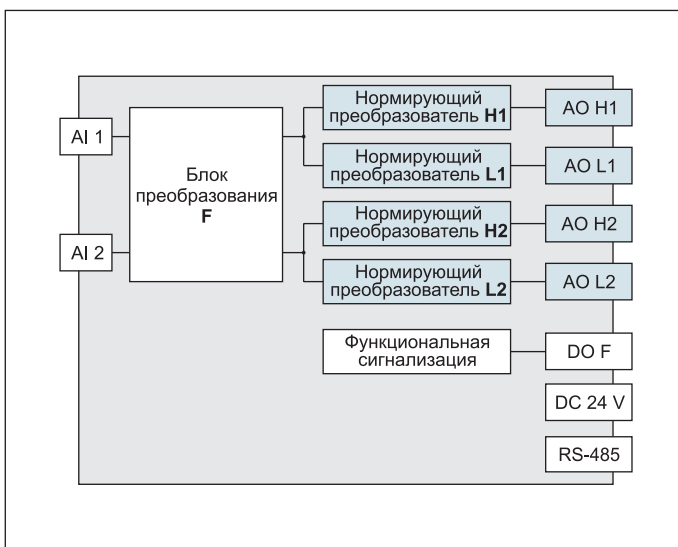 AI 1
AI 2
Блок
преобразования
F
Нормирующий
преобразователь H1
AO H1
Нормирующий
преобразователь L1
AO L1
Нормирующий
преобразователь H2
AO H2
Нормирующий
преобразователь L2
AO L2
Функциональная
сигнализация
DO F
DC 24 V
RS-485